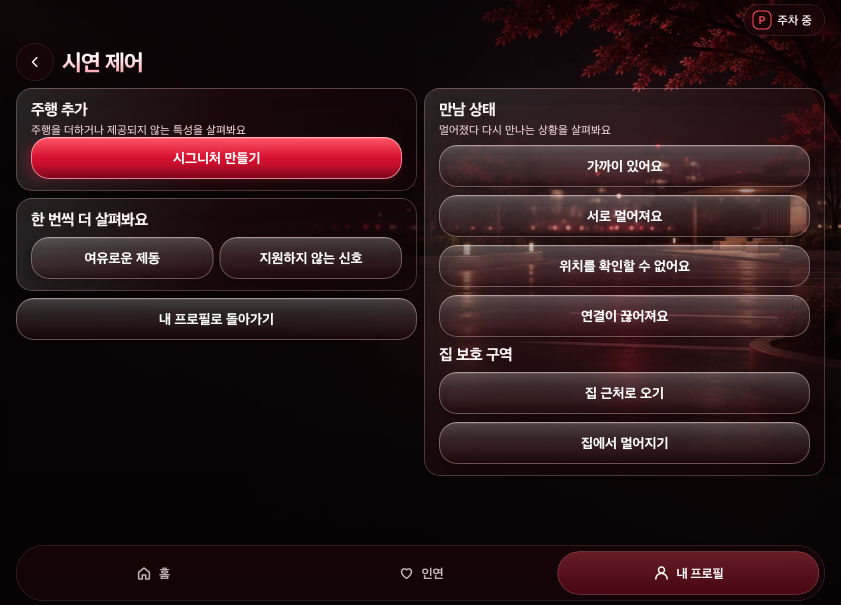 P 주차 중
시연 제어
주행 추가
주행을 더하거나 제공되지 않는 특성을 살펴봐요
시그니처 만들기
한 번씩 더 살펴봐요
여유로운 제동
지원하지 않는 신호
내 프로필로 돌아가기
만남 상태
멀어졌다 다시 만나는 상황을 살펴봐요
가까이 있어요
서로 멀어져요
위치를 확인할 수 없어요
연결이 끊어져요
집 보호 구역
집 근처로 오기
집에서 멀어지기
홈
인연
내 프로필